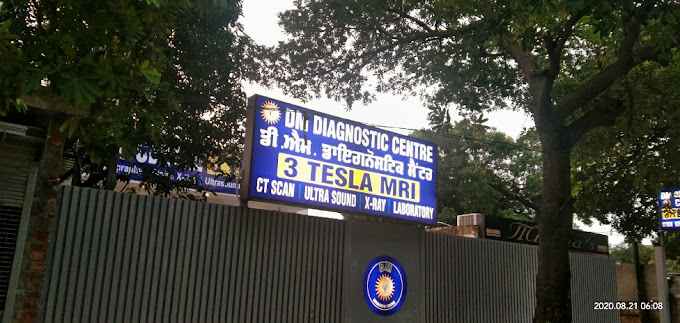 DM DIAGNOSTIC CENTRE
ਡੀ.ਐਮ. ਡਾਇਗਨੋਸਟਿਕ ਸੈਂਟਰ
3 TESLA MRI
CT SCAN | ULTRA SOUND | X-RAY | LABORATORY
2020.08.21 06:08